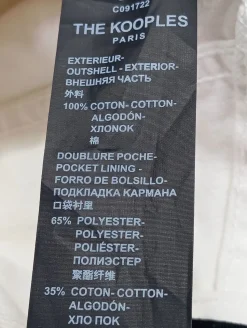 C091722
THE KOOPLES
PARIS
EXTERIEUR-
OUTSHELL - EXTERIOR-
ВНЕШНЯЯ ЧАСТЬ
外料
100% COTON- COTTON-
ALGODÓN-
ХЛОПОК
棉
DOUBLURE POCHE-
POCKET LINING -
FORRO DE BOLSILLO-
ПОДКЛАДКА КАРМАНА
口袋衬里
65% POLYESTER-
POLYESTER-
POLIÉSTER-
ПОЛИЭСТЕР
聚酯纤维
35% COTON- COTTON-
ALGODÓN-
ХЛО ПОК